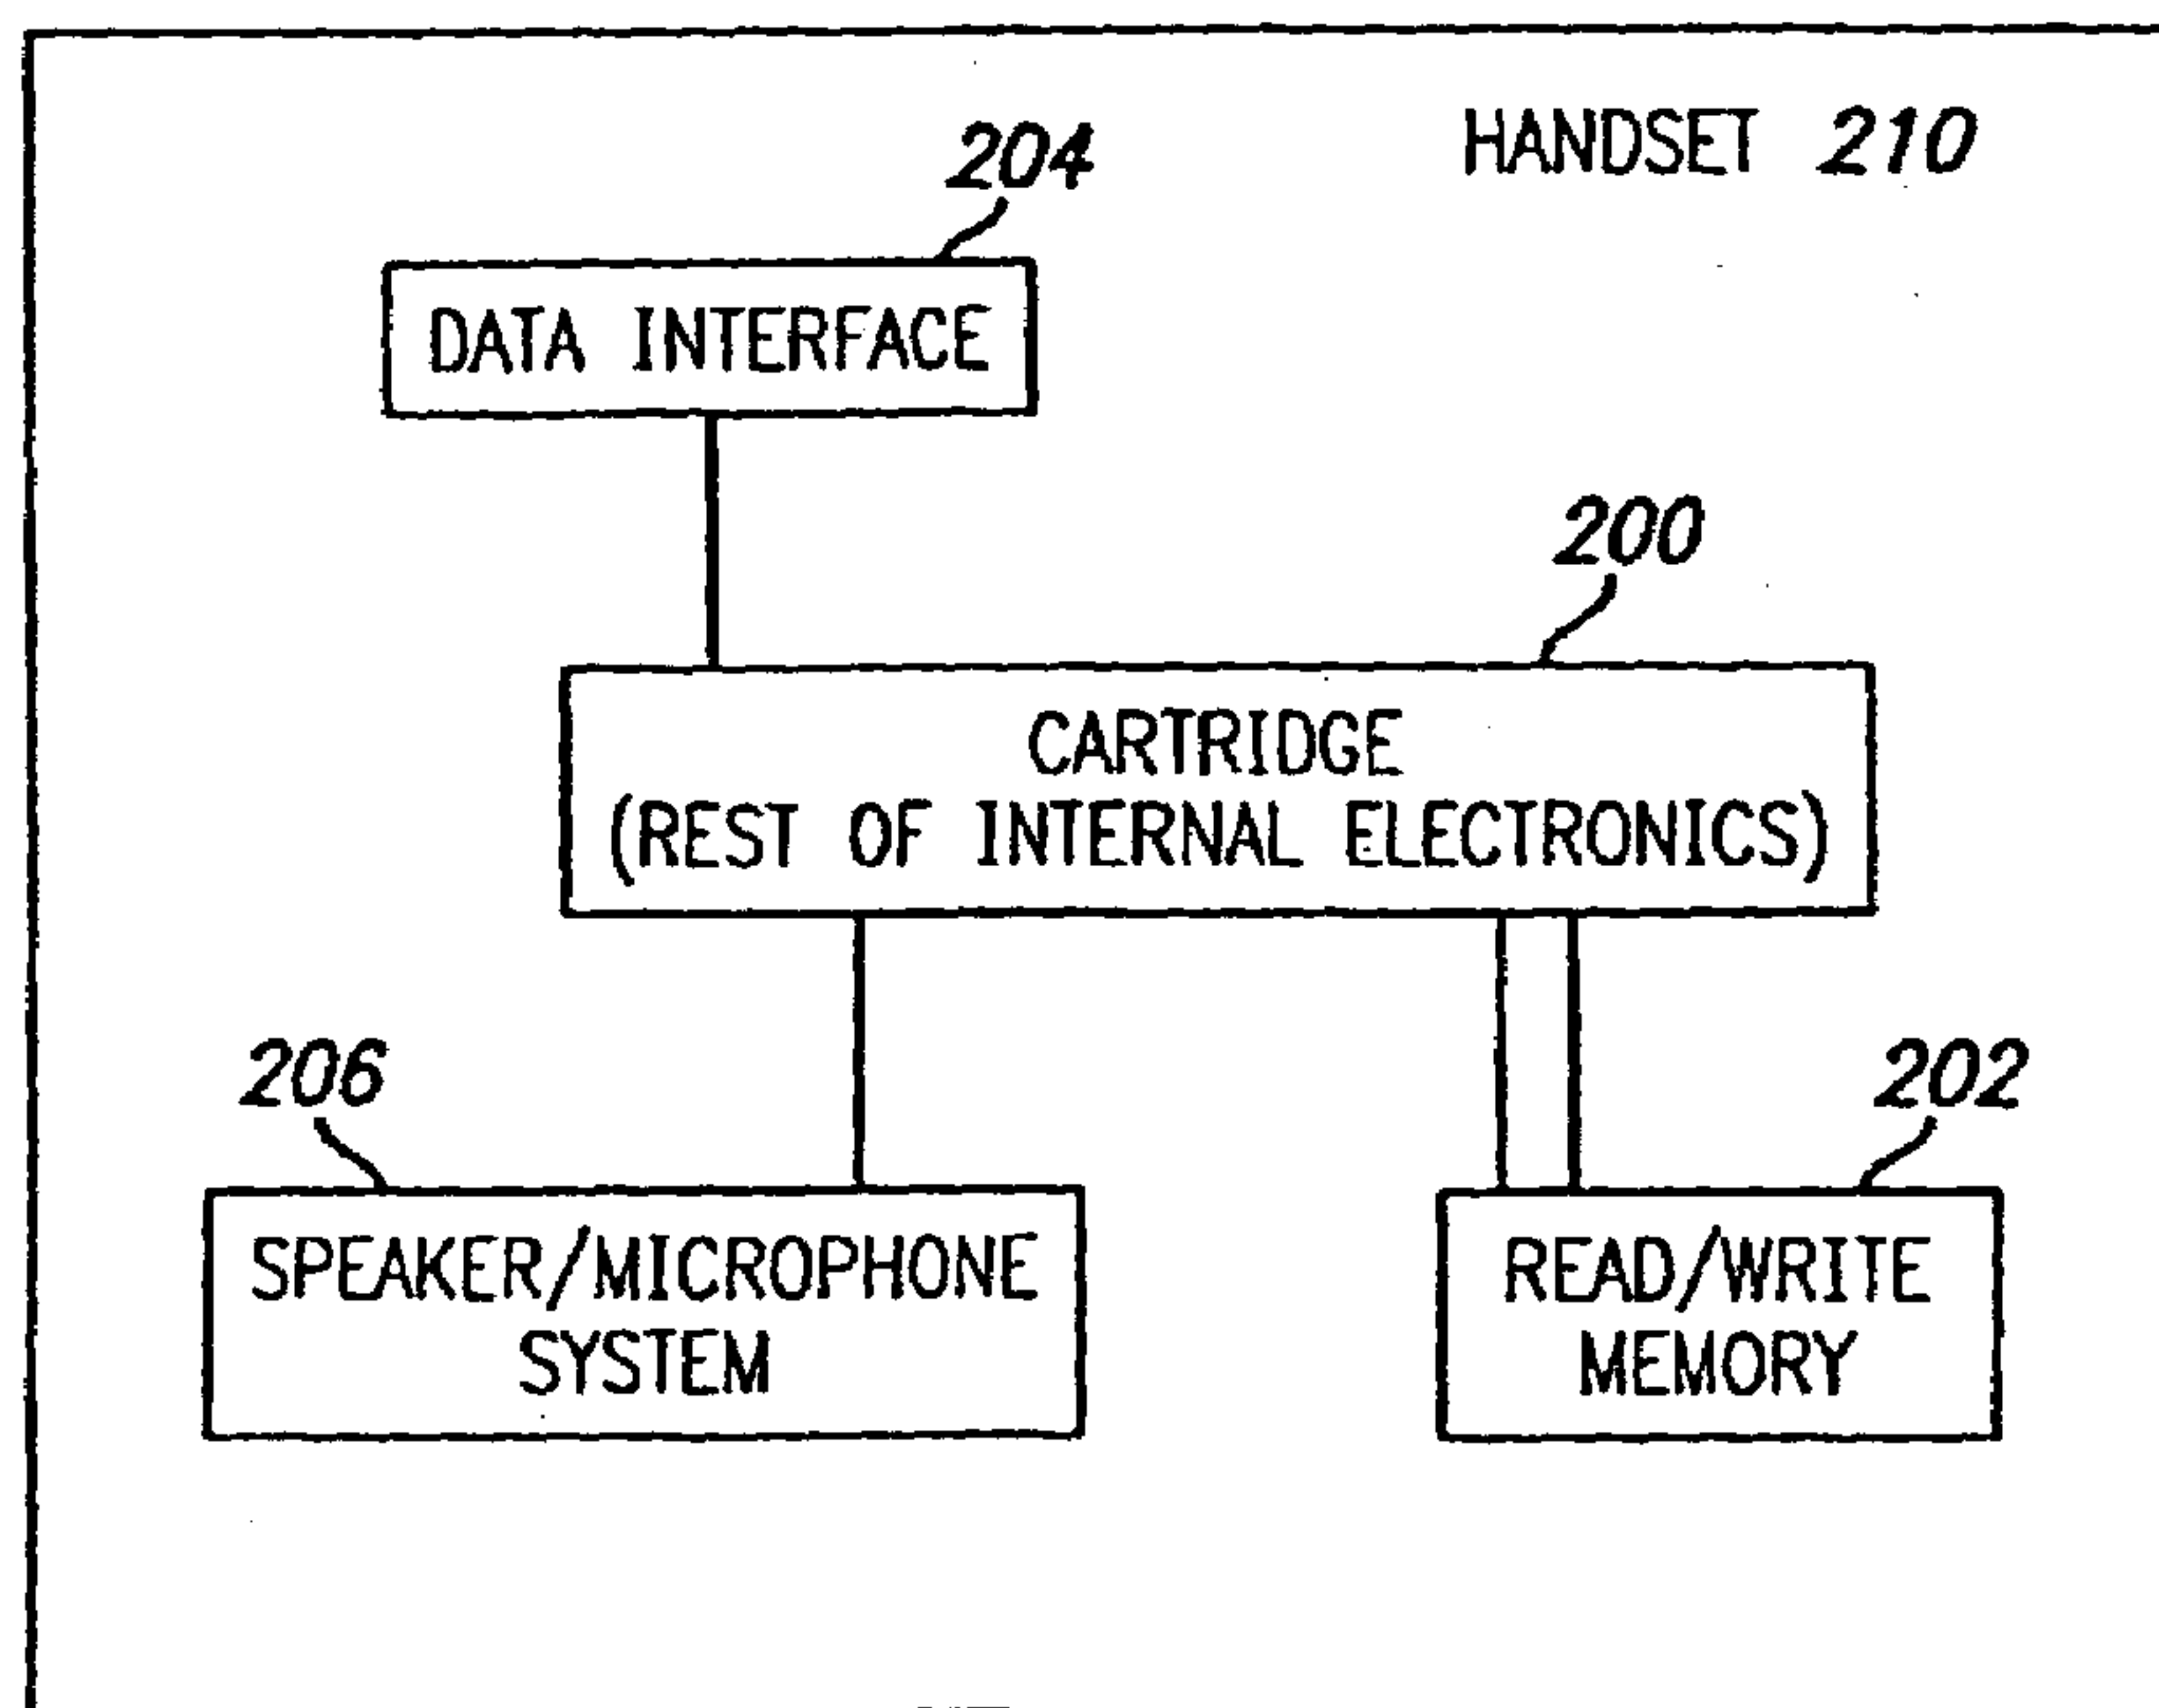 HANDSET 210
204
DATA INTERFACE
200
CARTRIDGE
(REST OF INTERNAL ELECTRONICS)
206
202
SPEAKER/MICROPHONE
SYSTEM
READ/WRITE
MEMORY